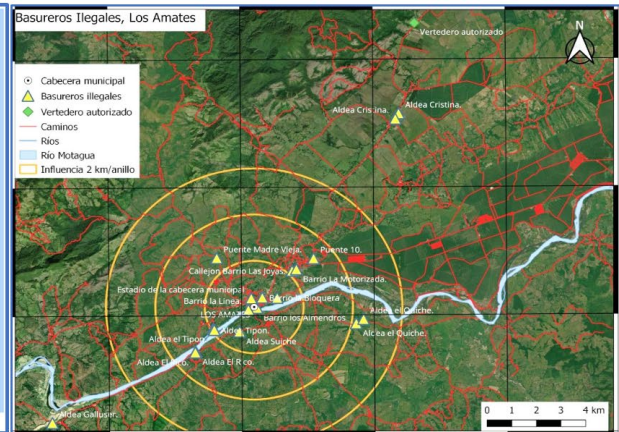 Basureros Ilegales, Los Amates
Vertedero autorizado
N
Cabecera municipal
Basureros illegales
Vertedero autorizado
Caminos
Ríos
Río Motagua
Influencia 2 km/anillo
Aldea Cristina.
Aldea Cristina.
Puente Madre Vieja.
Puente 10.
Callejon Barrio Las Joyas.
Barrio La Motorizada.
Estadio de la cabecera municipal
Barrio la Linea.
Barrio la Bloquera
LOS AMATES
Barrio los Almendros
Aldea el Quiche.
Aldea el Quiche.
Aldea el Tipon.
Aldea Tipon.
Aldea Suiche
Aldea El Rico.
Aldea El Rico.
Aldea Gallusser.
0 1 2 3 4 km